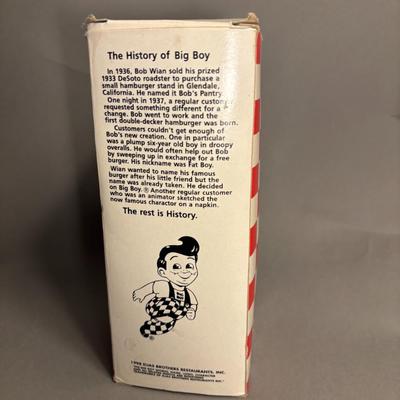 The History of Big Boy
In 1936, Bob Wian sold his prized
1933 DeSoto roadster to purchase a
small hamburger stand in Glendale,
California. He named it Bob's Pantry.
One night in 1937, a regular customer
requested something different for a
change. Bob went to work and the
first double-decker hamburger was born.
Customers couldn't get enough of
Bob's new creation. One in particular
was a plump six-year old boy in droopy
overalls. He would often help out Bob
by sweeping up in exchange for a free
burger. His nickname was Fat Boy.
Wian wanted to name his famous
burger after his little friend but the
name was already taken. He decided
on Big Boy. ® Another regular customer
who was an animator sketched the
now famous charactor on a napkin.
The rest is History.
®
1998 ELIAS BROTHERS RESTAURANTS, INC.